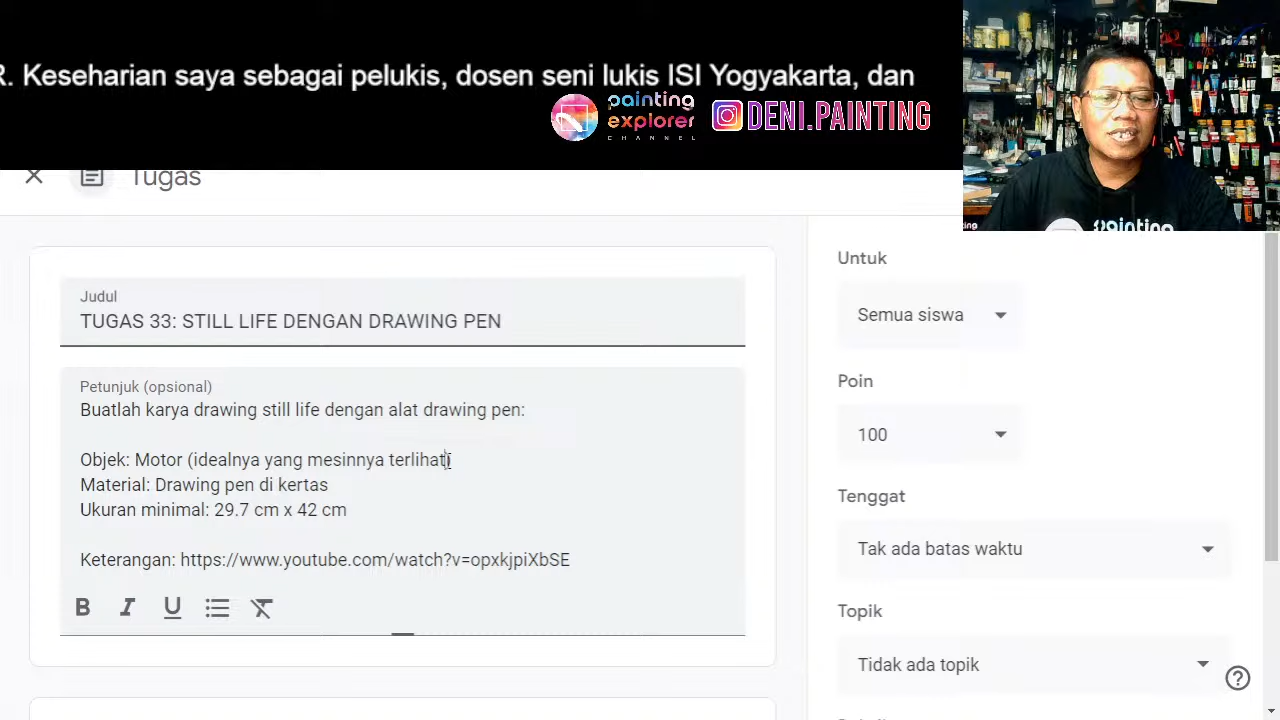 R. Keseharian saya sebagai pelukis, dosen seni lukis ISI Yogyakarta, dan
painting
explorer
CHANNEL
DENI.PAINTING
painting
Tugas
Judul
TUGAS 33: STILL LIFE DENGAN DRAWING PEN
Petunjuk (opsional)
Buatlah karya drawing still life dengan alat drawing pen:
Objek: Motor (idealnya yang mesinnya terlihat)
Material: Drawing pen di kertas
Ukuran minimal: 29.7 cm x 42 cm
Keterangan: https://www.youtube.com/watch?v=opxkjpiXbSE
B I U
Untuk
Semua siswa
Poin
100
Tenggat
Tak ada batas waktu
Topik
Tidak ada topik